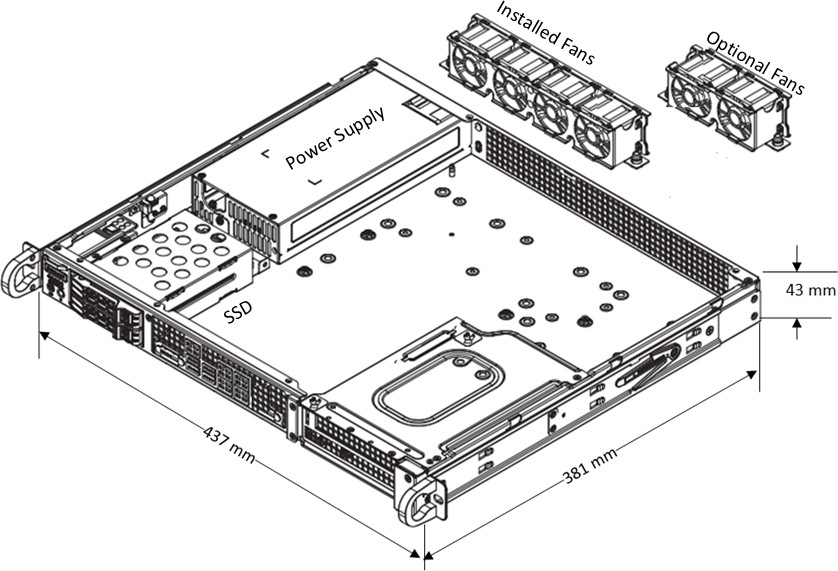 Installed Fans
Optional Fans
Power Supply
SSD
43 mm
437 mm
381 mm